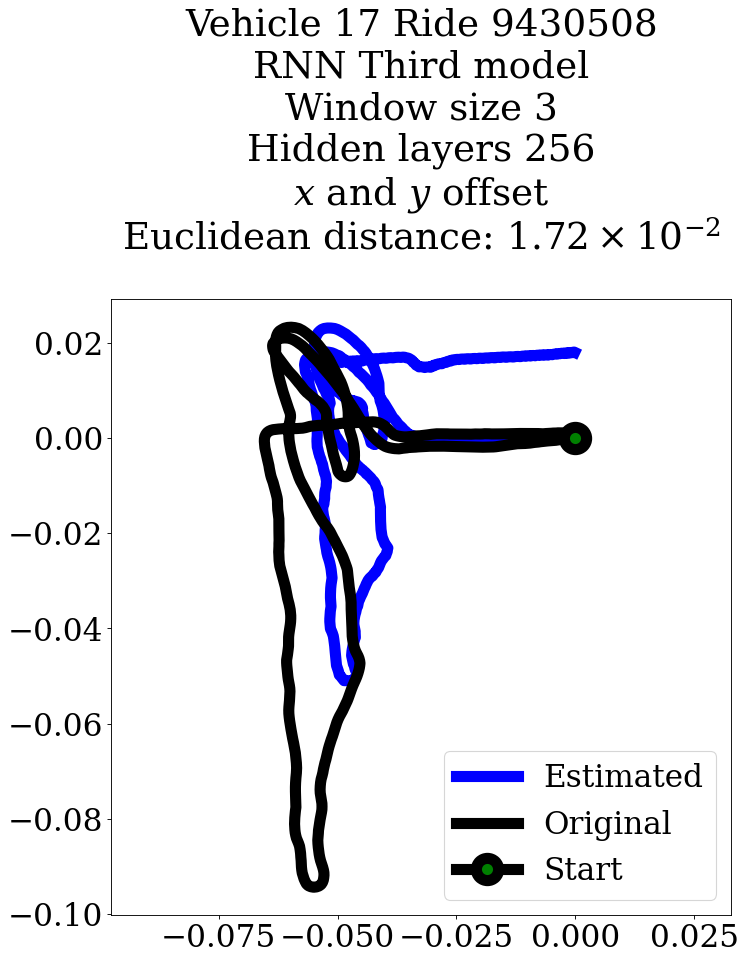 Vehicle 17 Ride 9430508
RNN Third model
Window size 3
Hidden layers 256
x and y offset
Euclidean distance: 1.72 × 10⁻²
0.02
0.00
−0.02
−0.04
−0.06
−0.08
−0.10
Estimated
Original
Start
−0.075 −0.050 −0.025 0.000 0.025